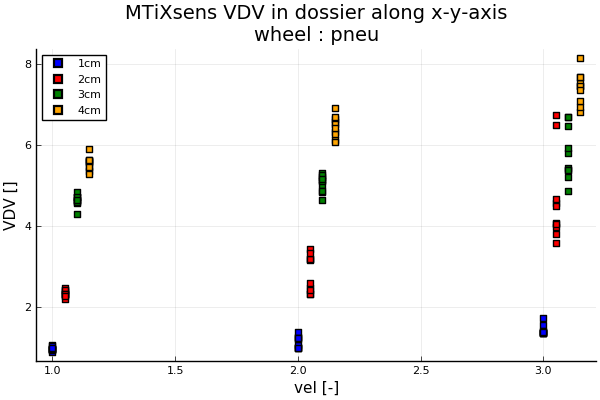 MTiXsens VDV in dossier along x-y-axis
wheel : pneu
1cm
2cm
3cm
4cm
VDV []
8
6
4
2
1.0 1.5 2.0 2.5 3.0
vel [-]